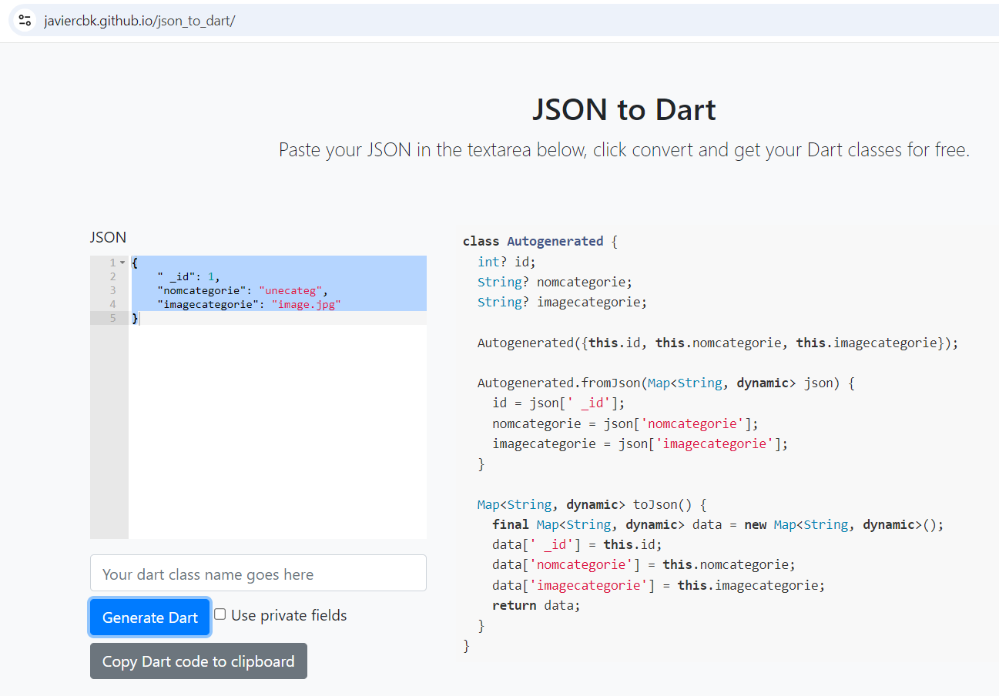 javiercbk.github.io/json_to_dart/
JSON to Dart
Paste your JSON in the textarea below, click convert and get your Dart classes for free.
JSON
1 {
2     " _id": 1,
3     "nomcategorie": "unecateg",
4     "imagecategorie": "image.jpg"
5 }
Your dart class name goes here
Generate Dart Use private fields
Copy Dart code to clipboard
class Autogenerated {
  int? id;
  String? nomcategorie;
  String? imagecategorie;

  Autogenerated({this.id, this.nomcategorie, this.imagecategorie});

  Autogenerated.fromJson(Map<String, dynamic> json) {
    id = json[' _id'];
    nomcategorie = json['nomcategorie'];
    imagecategorie = json['imagecategorie'];
  }

  Map<String, dynamic> toJson() {
    final Map<String, dynamic> data = new Map<String, dynamic>();
    data[' _id'] = this.id;
    data['nomcategorie'] = this.nomcategorie;
    data['imagecategorie'] = this.imagecategorie;
    return data;
  }
}